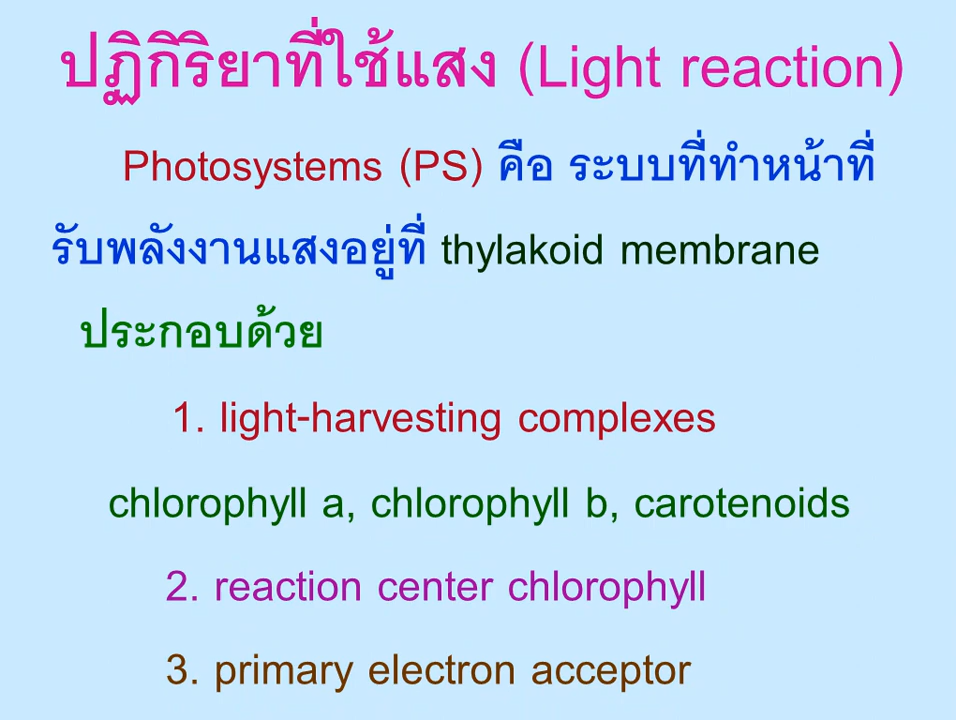 ปฏิกิริยาที่ใช้แสง (Light reaction)
Photosystems (PS) คือ ระบบที่ทำหน้าที่
รับพลังงานแสงอยู่ที่ thylakoid membrane
ประกอบด้วย
1. light-harvesting complexes
chlorophyll a, chlorophyll b, carotenoids
2. reaction center chlorophyll
3. primary electron acceptor